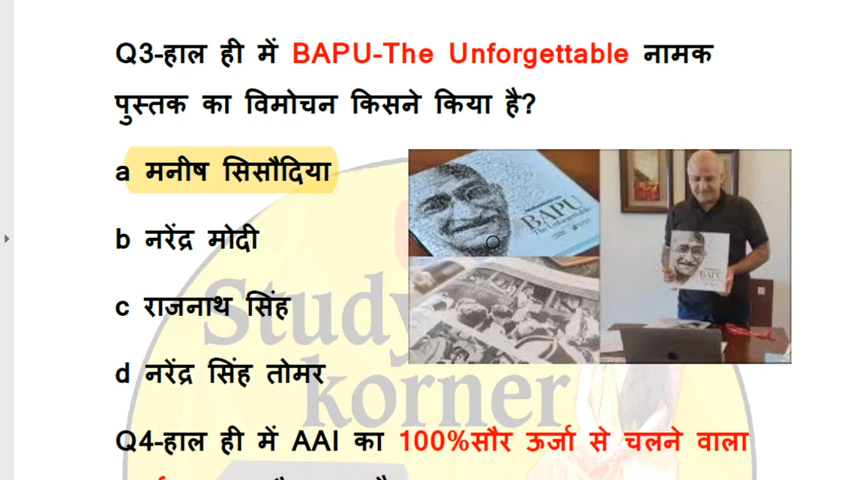 Q3-हाल ही में BAPU-The Unforgettable नामक
पुस्तक का विमोचन किसने किया है?
a मनीष सिसौदिया
b नरेंद्र मोदी
c राजनाथ सिंह
d नरेंद्र सिंह तोमर
BAPU
The Unforgettable
BAPU
Study
korner
Q4-हाल ही में AAI का 100%सौर ऊर्जा से चलने वाला